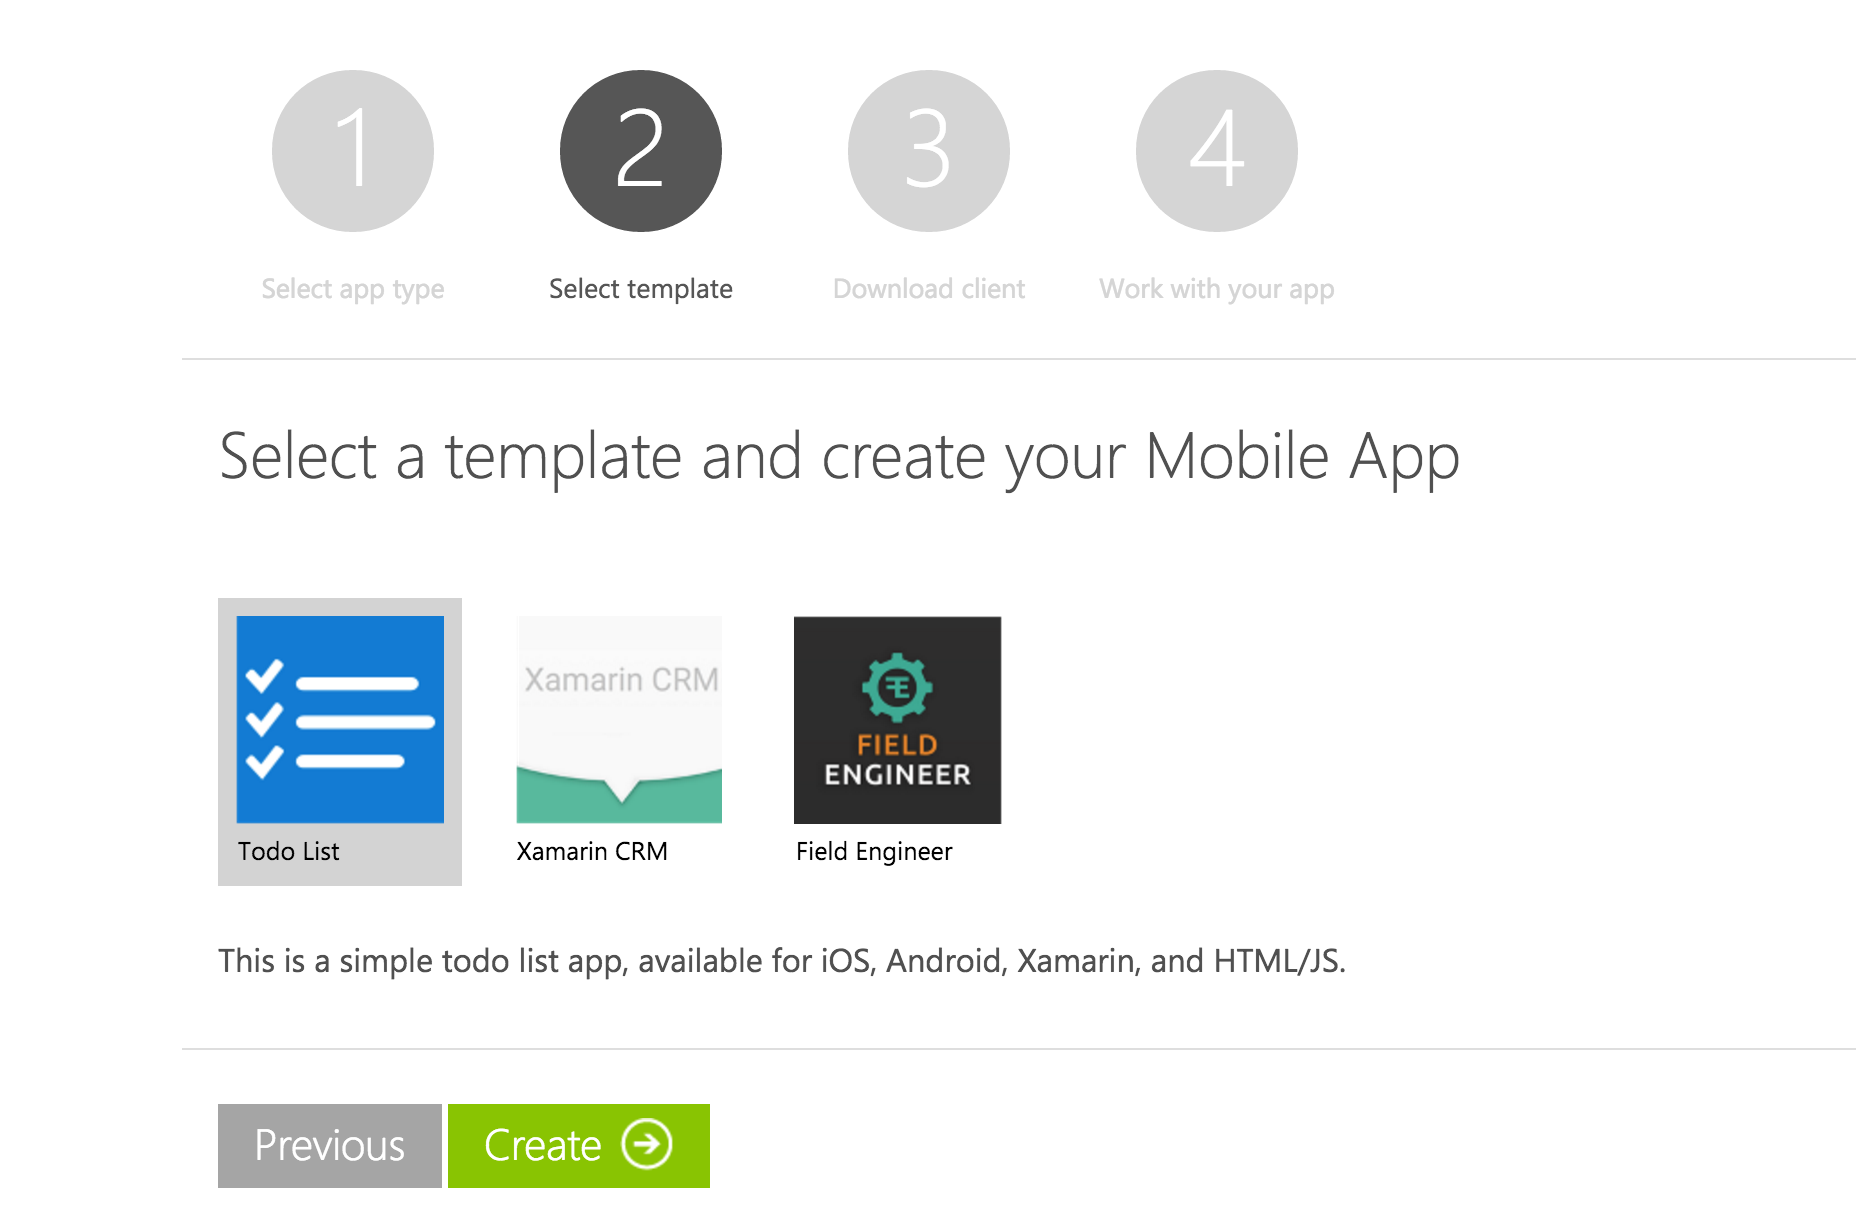 1 2 3 4
Select app type Select template Download client Work with your app
Select a template and create your Mobile App
Xamarin CRM
FIELD
ENGINEER
Todo List Xamarin CRM Field Engineer
This is a simple todo list app, available for iOS, Android, Xamarin, and HTML/JS.
Previous Create